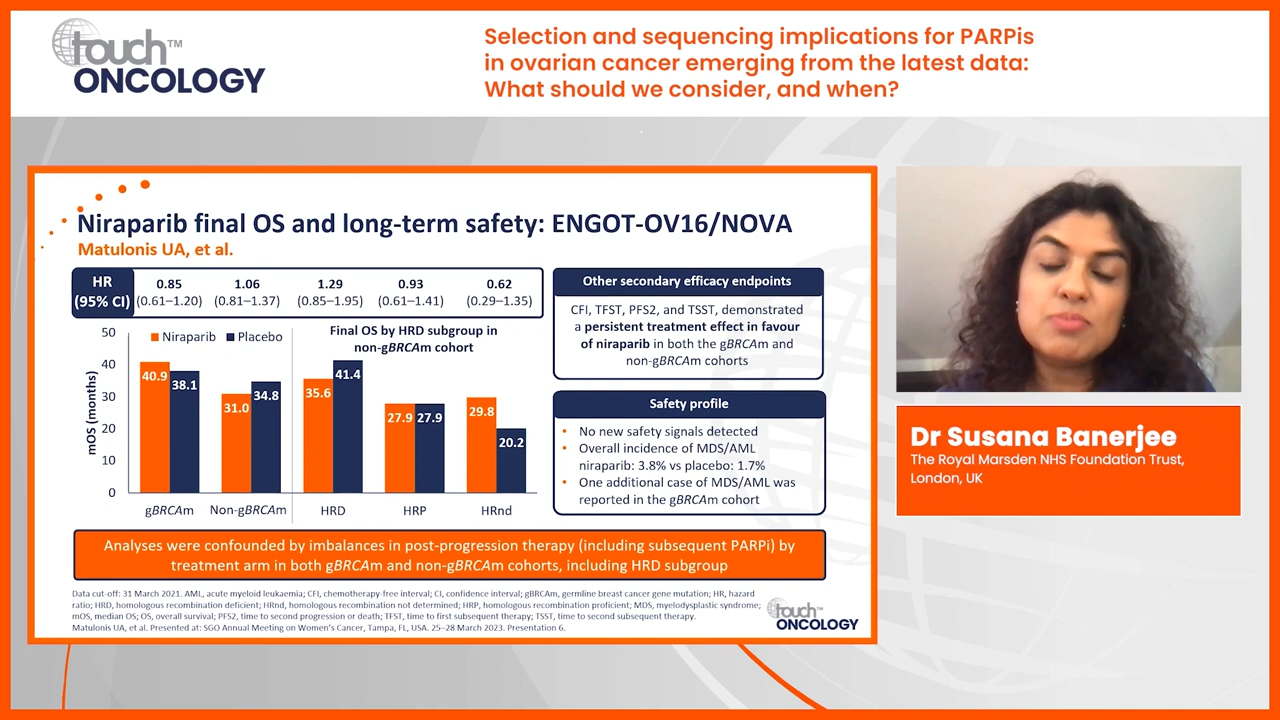 touch™
ONCOLOGY
Selection and sequencing implications for PARPis
in ovarian cancer emerging from the latest data:
What should we consider, and when?
Niraparib final OS and long-term safety: ENGOT-OV16/NOVA
Matulonis UA, et al.
HR
(95% CI)
0.85
(0.61–1.20)
1.06
(0.81–1.37)
1.29
(0.85–1.95)
0.93
(0.61–1.41)
0.62
(0.29–1.35)
Niraparib
Placebo
Final OS by HRD subgroup in
non-gBRCAm cohort
mOS (months)
50
40
30
20
10
0
40.9
38.1
31.0
34.8
35.6
41.4
27.9
27.9
29.8
20.2
gBRCAm
Non-gBRCAm
HRD
HRP
HRnd
Other secondary efficacy endpoints
CFI, TFST, PFS2, and TSST, demonstrated
a persistent treatment effect in favour
of niraparib in both the gBRCAm and
non-gBRCAm cohorts
Safety profile
• No new safety signals detected
• Overall incidence of MDS/AML
niraparib: 3.8% vs placebo: 1.7%
• One additional case of MDS/AML was
reported in the gBRCAm cohort
Analyses were confounded by imbalances in post-progression therapy (including subsequent PARPi) by
treatment arm in both gBRCAm and non-gBRCAm cohorts, including HRD subgroup
Data cut-off: 31 March 2021. AML, acute myeloid leukaemia; CFI, chemotherapy-free interval; CI, confidence interval; gBRCAm, germline breast cancer gene mutation; HR, hazard
ratio; HRD, homologous recombination deficient; HRnd, homologous recombination not determined; HRP, homologous recombination proficient; MDS, myelodysplastic syndrome;
mOS, median OS; OS, overall survival; PFS2, time to second progression or death; TFST, time to first subsequent therapy; TSST, time to second subsequent therapy.
Matulonis UA, et al. Presented at: SGO Annual Meeting on Women's Cancer, Tampa, FL, USA. 25–28 March 2023. Presentation 6.
touch™
ONCOLOGY
Dr Susana Banerjee
The Royal Marsden NHS Foundation Trust,
London, UK